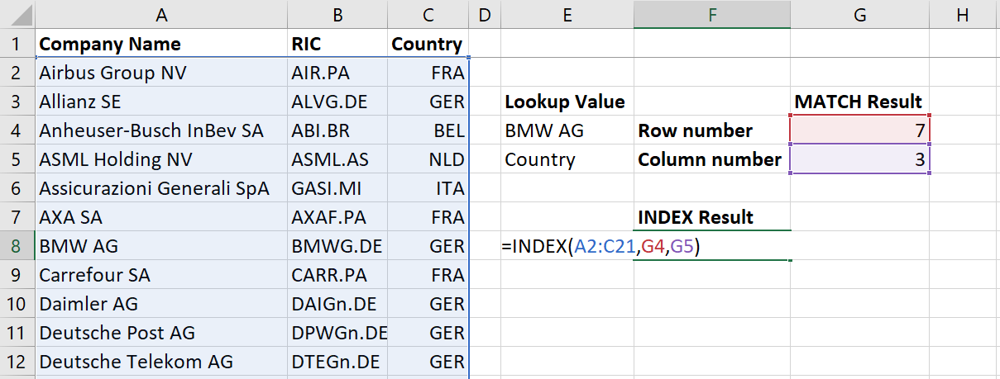 A B C D E F G H
1 Company Name RIC Country
2 Airbus Group NV AIR.PA FRA
3 Allianz SE ALVG.DE GER Lookup Value MATCH Result
4 Anheuser-Busch InBev SA ABI.BR BEL BMW AG Row number 7
5 ASML Holding NV ASML.AS NLD Country Column number 3
6 Assicurazioni Generali SpA GASI.MI ITA
7 AXA SA AXAF.PA FRA INDEX Result
8 BMW AG BMWG.DE GER =INDEX(A2:C21,G4,G5)
9 Carrefour SA CARR.PA FRA
10 Daimler AG DAIGn.DE GER
11 Deutsche Post AG DPWGn.DE GER
12 Deutsche Telekom AG DTEGn.DE GER